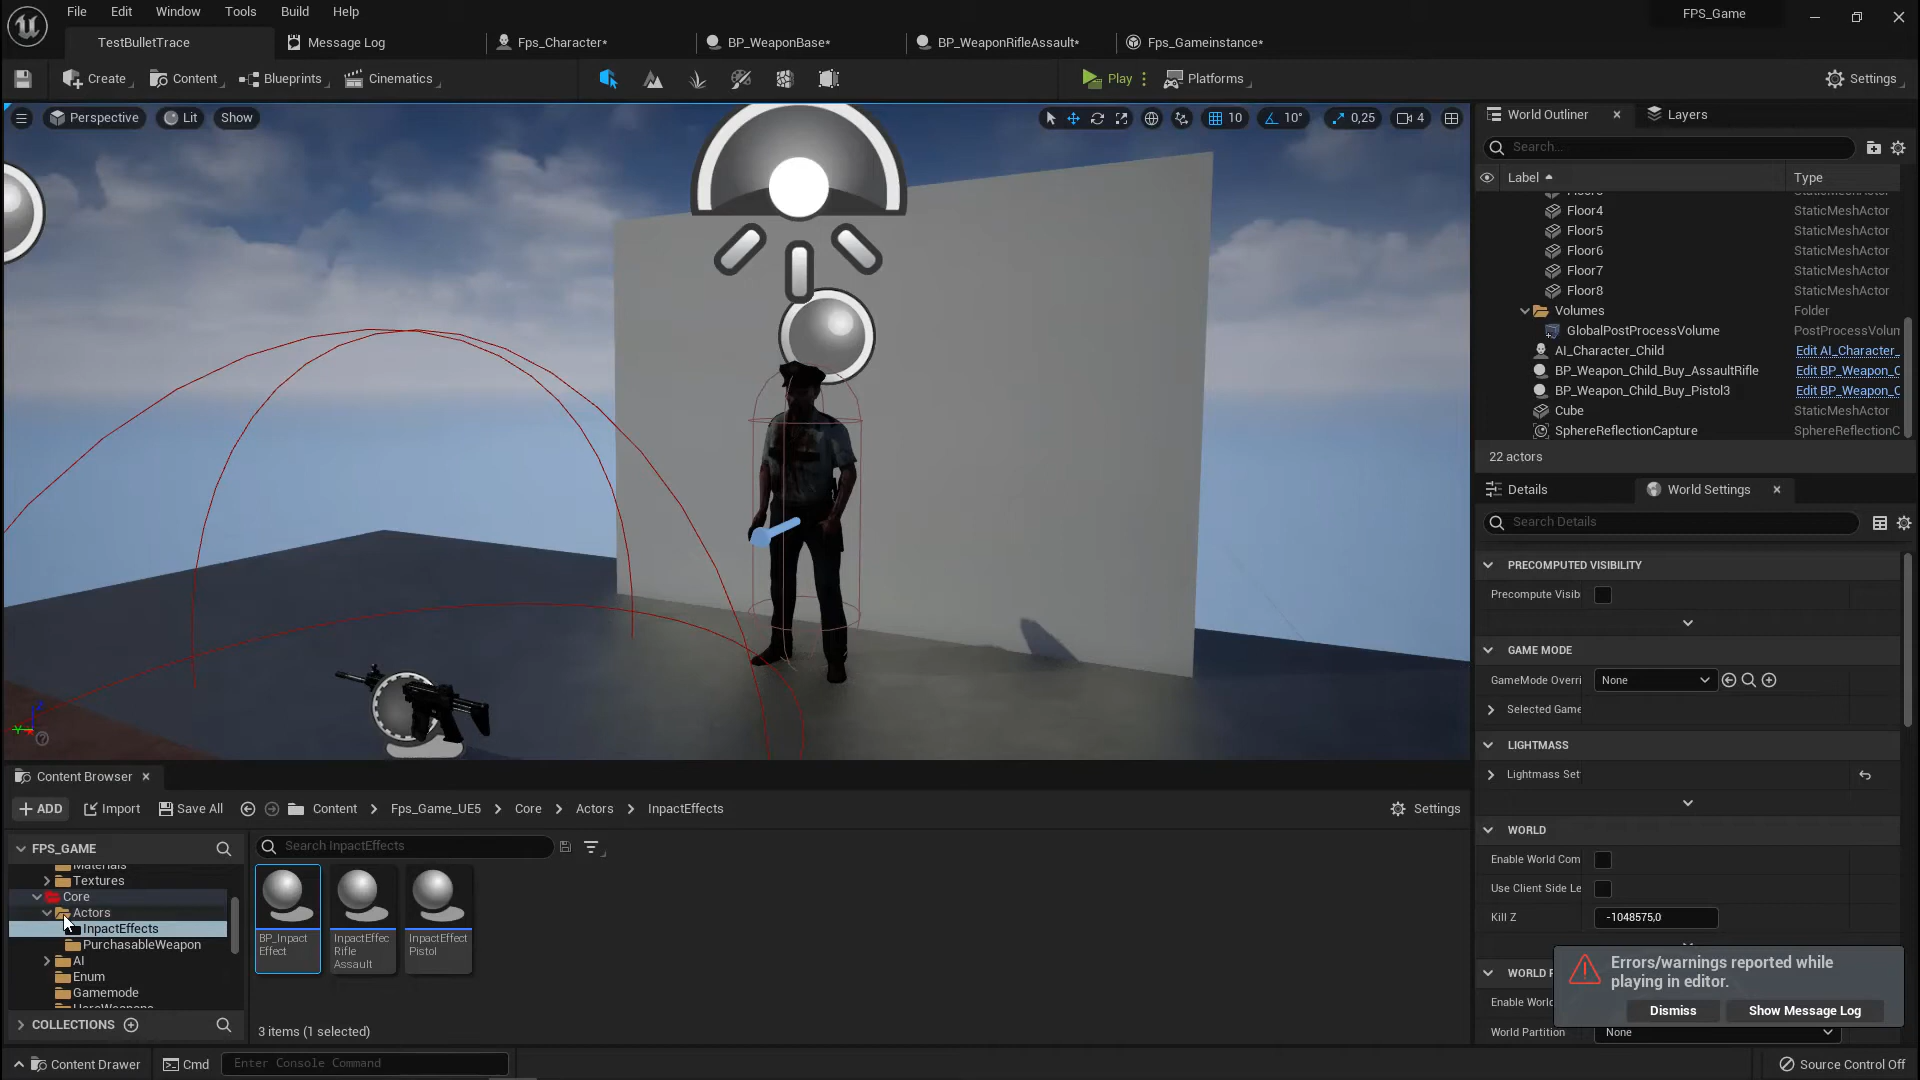 File Edit Window Tools Build Help
FPS_Game
TestBulletTrace
Message Log
Fps_Character*
BP_WeaponBase*
BP_WeaponRifleAssault*
Fps_Gameinstance*
Create
Content
Blueprints
Cinematics
Play
Platforms
Settings
Perspective
Lit
Show
10
10°
0,25
4
World Outliner
Layers
Search...
Label
Type
Floor4 StaticMeshActor
Floor5 StaticMeshActor
Floor6 StaticMeshActor
Floor7 StaticMeshActor
Floor8 StaticMeshActor
Volumes Folder
GlobalPostProcessVolume PostProcessVolun
AI_Character_Child Edit AI_Character_
BP_Weapon_Child_Buy_AssaultRifle Edit BP_Weapon_C
BP_Weapon_Child_Buy_Pistol3 Edit BP_Weapon_C
Cube StaticMeshActor
SphereReflectionCapture SphereReflectionC
22 actors
Details
World Settings
Search Details
PRECOMPUTED VISIBILITY
Precompute Visib
GAME MODE
GameMode Overri None
Selected Game
LIGHTMASS
Lightmass Set
WORLD
Enable World Com
Use Client Side Le
Kill Z -1048575,0
WORLD P
Enable World
World Partition None
Errors/warnings reported while
playing in editor.
Dismiss
Show Message Log
Content Browser
ADD
Import
Save All
Content
Fps_Game_UE5
Core
Actors
InpactEffects
Settings
FPS_GAME
Materials
Textures
Core
Actors
InpactEffects
PurchasableWeapon
AI
Enum
Gamemode
COLLECTIONS
Search InpactEffects
BP_Inpact
Effect
InpactEffec
Rifle
Assault
InpactEffect
Pistol
3 items (1 selected)
Content Drawer
Cmd
Enter Console Command
Source Control Off